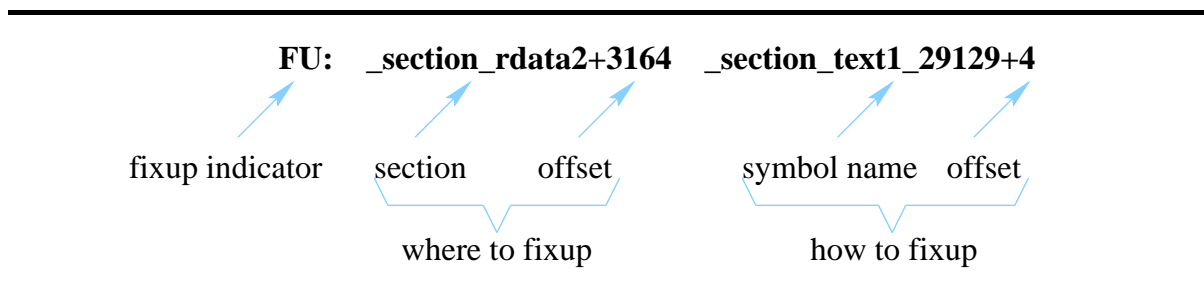 FU: _section_rdata2+3164 _section_text1_29129+4
fixup indicator section offset symbol name offset
where to fixup how to fixup